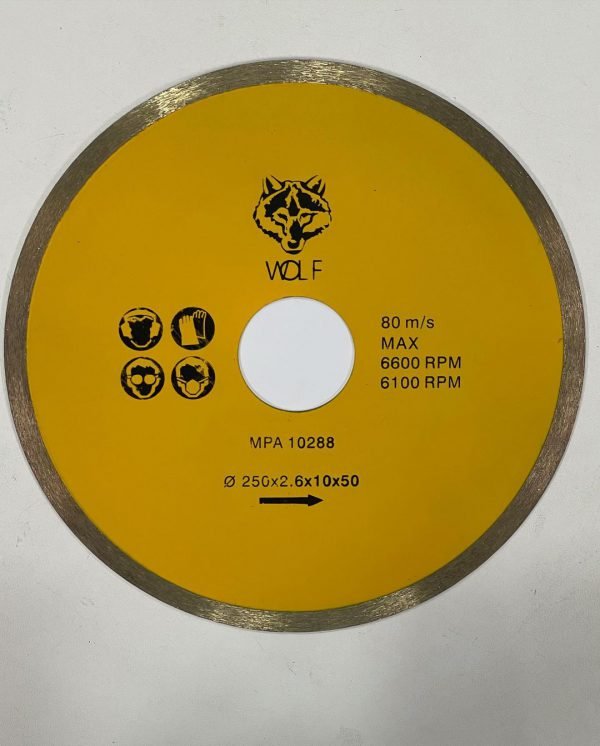 WOLF
80 m/s
MAX
6600 RPM
6100 RPM
MPA 10288
Ø 250x2.6x10x50